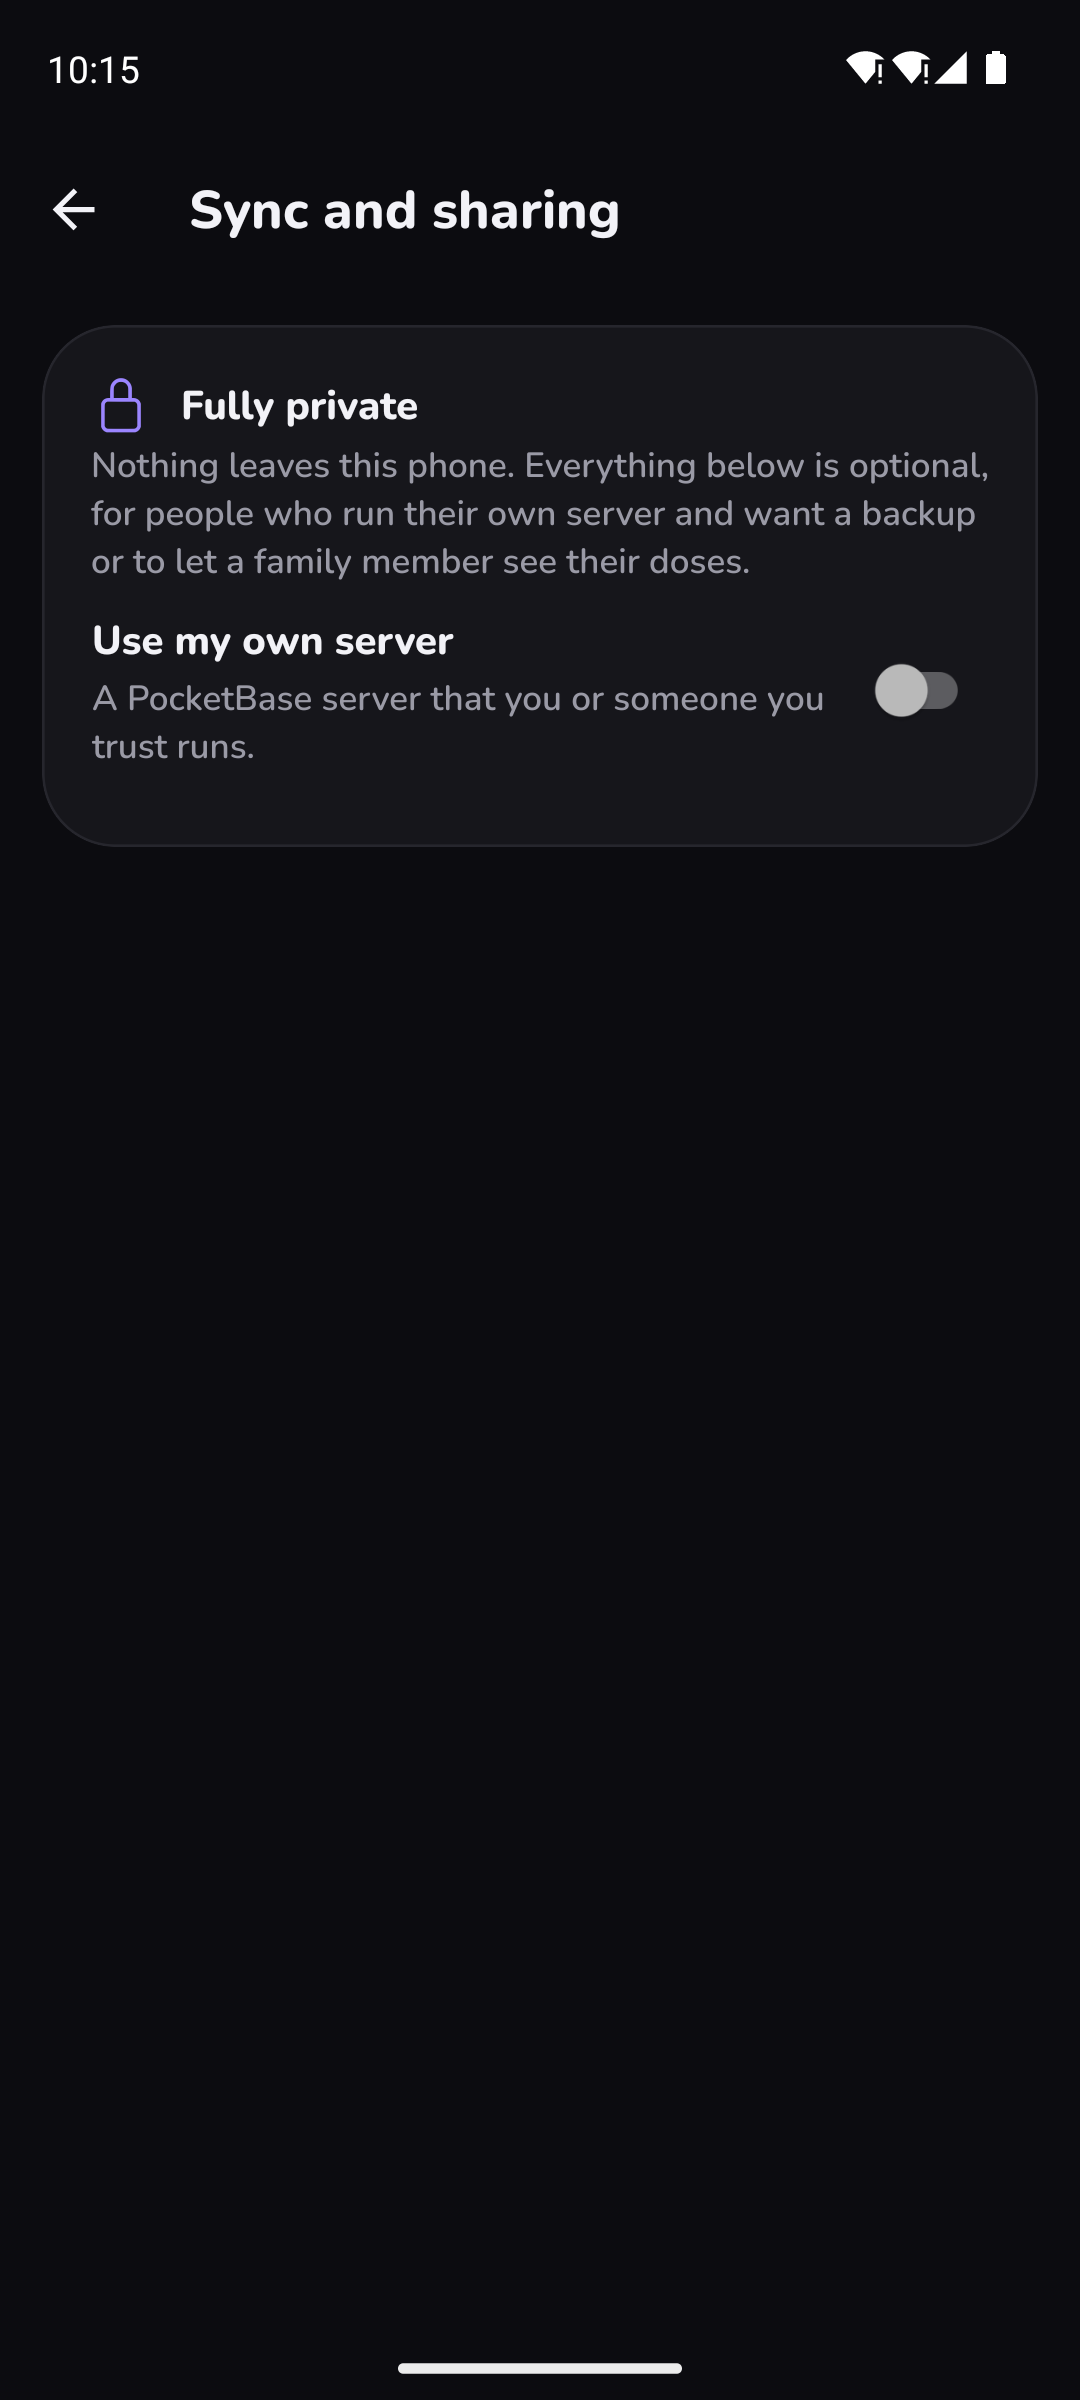 10:15
Sync and sharing
Fully private
Nothing leaves this phone. Everything below is optional,
for people who run their own server and want a backup
or to let a family member see their doses.
Use my own server
A PocketBase server that you or someone you
trust runs.